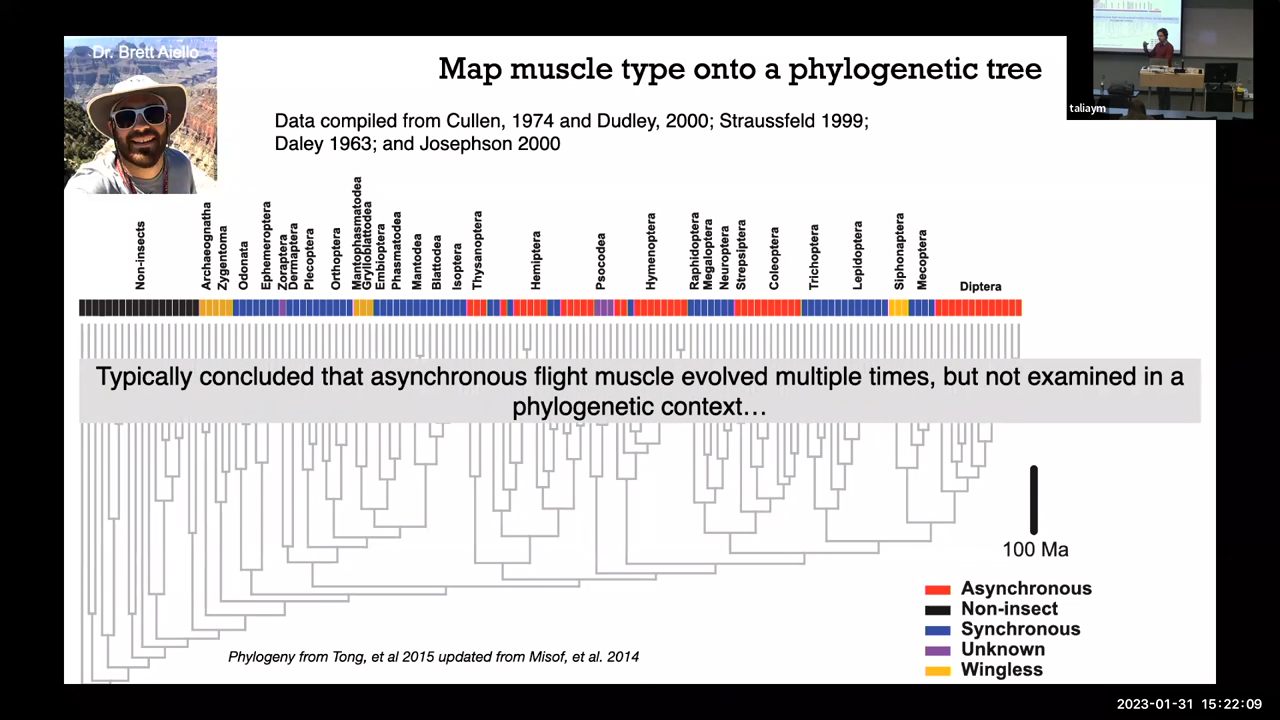 Dr. Brett Aiello
Map muscle type onto a phylogenetic tree
taliaym
Data compiled from Cullen, 1974 and Dudley, 2000; Straussfeld 1999;
Daley 1963; and Josephson 2000
Non-insects
Archaeognatha
Zygentoma
Odonata
Ephemeroptera
Zoraptera
Dermaptera
Plecoptera
Orthoptera
Mantophasmatodea
Grylloblattodea
Embioptera
Phasmatodea
Mantodea
Blattodea
Isoptera
Thysanoptera
Hemiptera
Psocodea
Hymenoptera
Raphidoptera
Megaloptera
Neuroptera
Strepsiptera
Coleoptera
Trichoptera
Lepidoptera
Siphonaptera
Mecoptera
Diptera
Typically concluded that asynchronous flight muscle evolved multiple times, but not examined in a
phylogenetic context…
100 Ma
Asynchronous
Non-insect
Synchronous
Unknown
Wingless
Phylogeny from Tong, et al 2015 updated from Misof, et al. 2014
2023-01-31 15:22:09